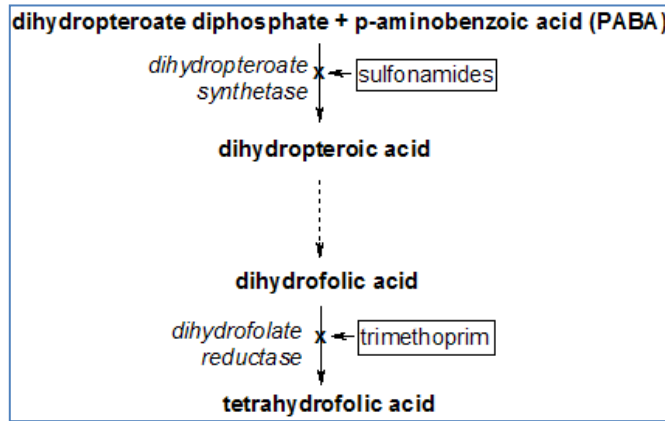 dihydropteroate diphosphate + p-aminobenzoic acid (PABA)
dihydropteroate
synthetase
x
sulfonamides
dihydropteroic acid
dihydrofolic acid
dihydrofolate
reductase
x
trimethoprim
tetrahydrofolic acid